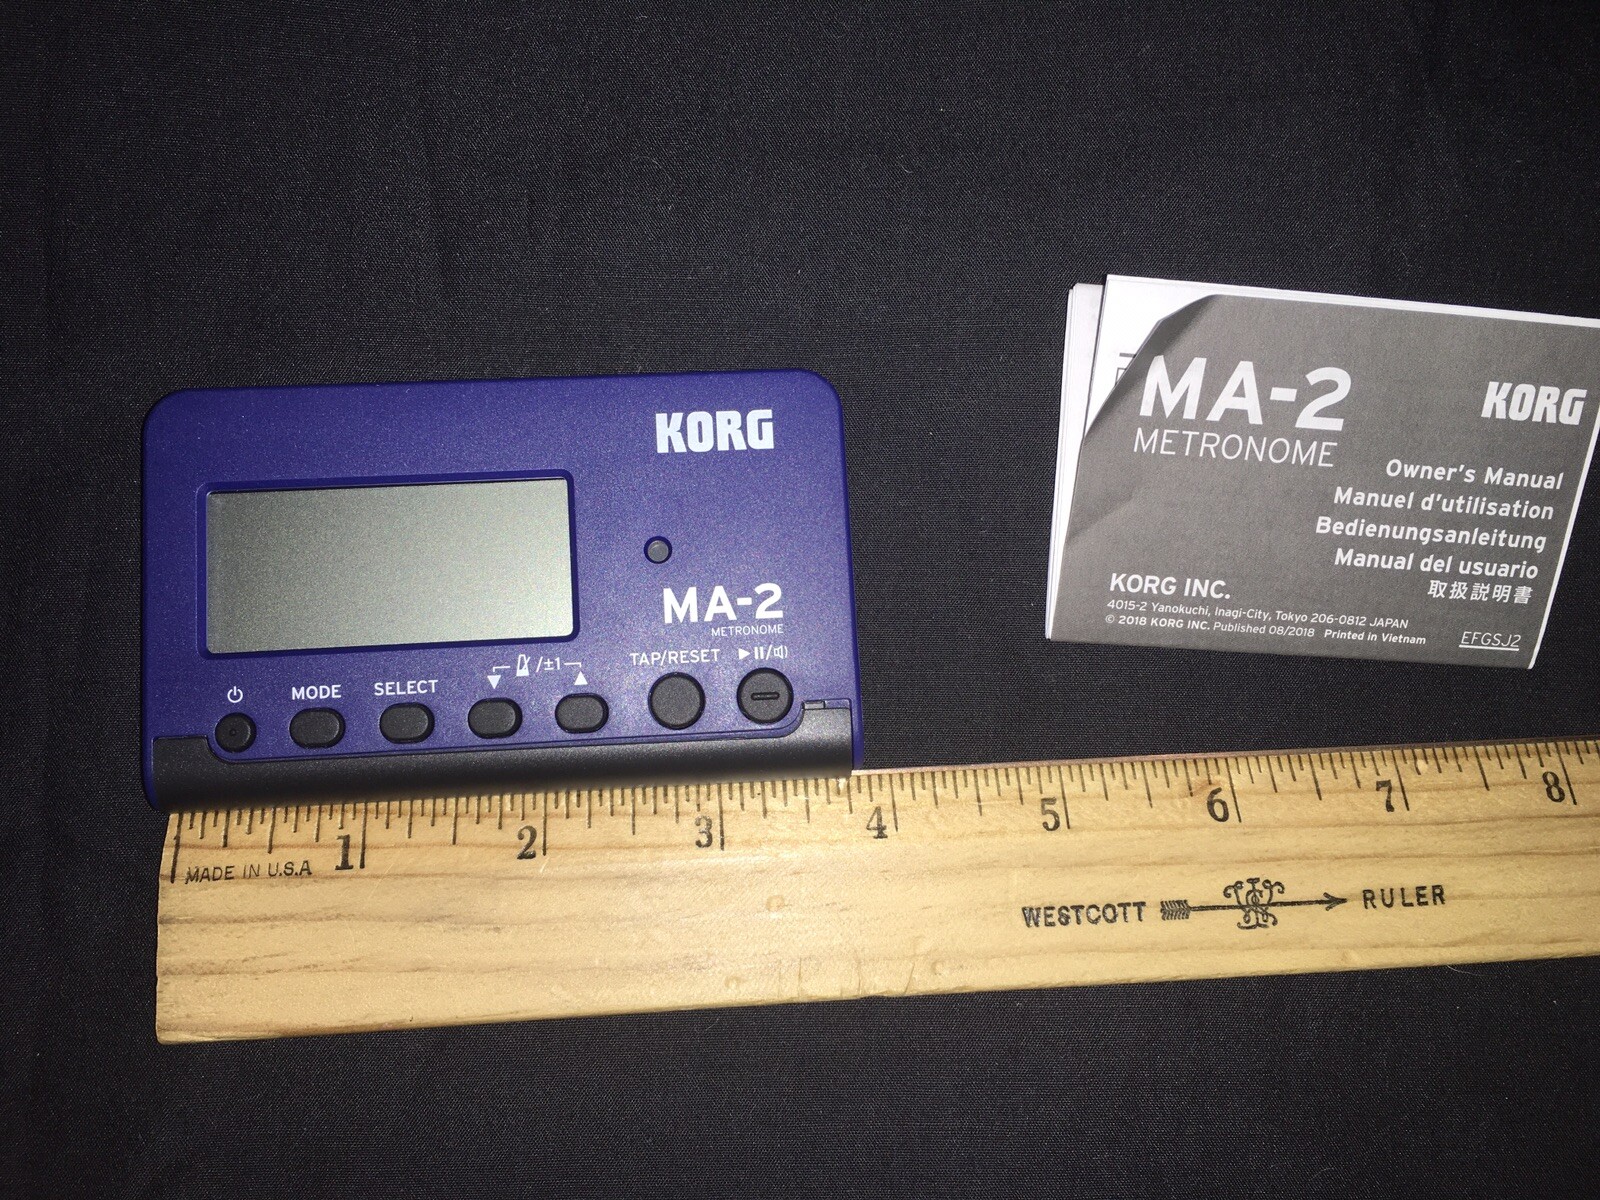 KORG
MA-2
METRONOME
/±1
TAP/RESET
MODE
SELECT
MA-2
KORG
METRONOME
Owner's Manual
Manuel d'utilisation
Bedienungsanleitung
Manual del usuario
取扱説明書
KORG INC.
4015-2 Yanokuchi, Inagi-City, Tokyo 206-0812 JAPAN
© 2018 KORG INC. Published 08/2018 Printed in Vietnam
EFGSJ2
1 2 3 4 5 6 7 8
MADE IN U.S.A
WESTCOTT RULER